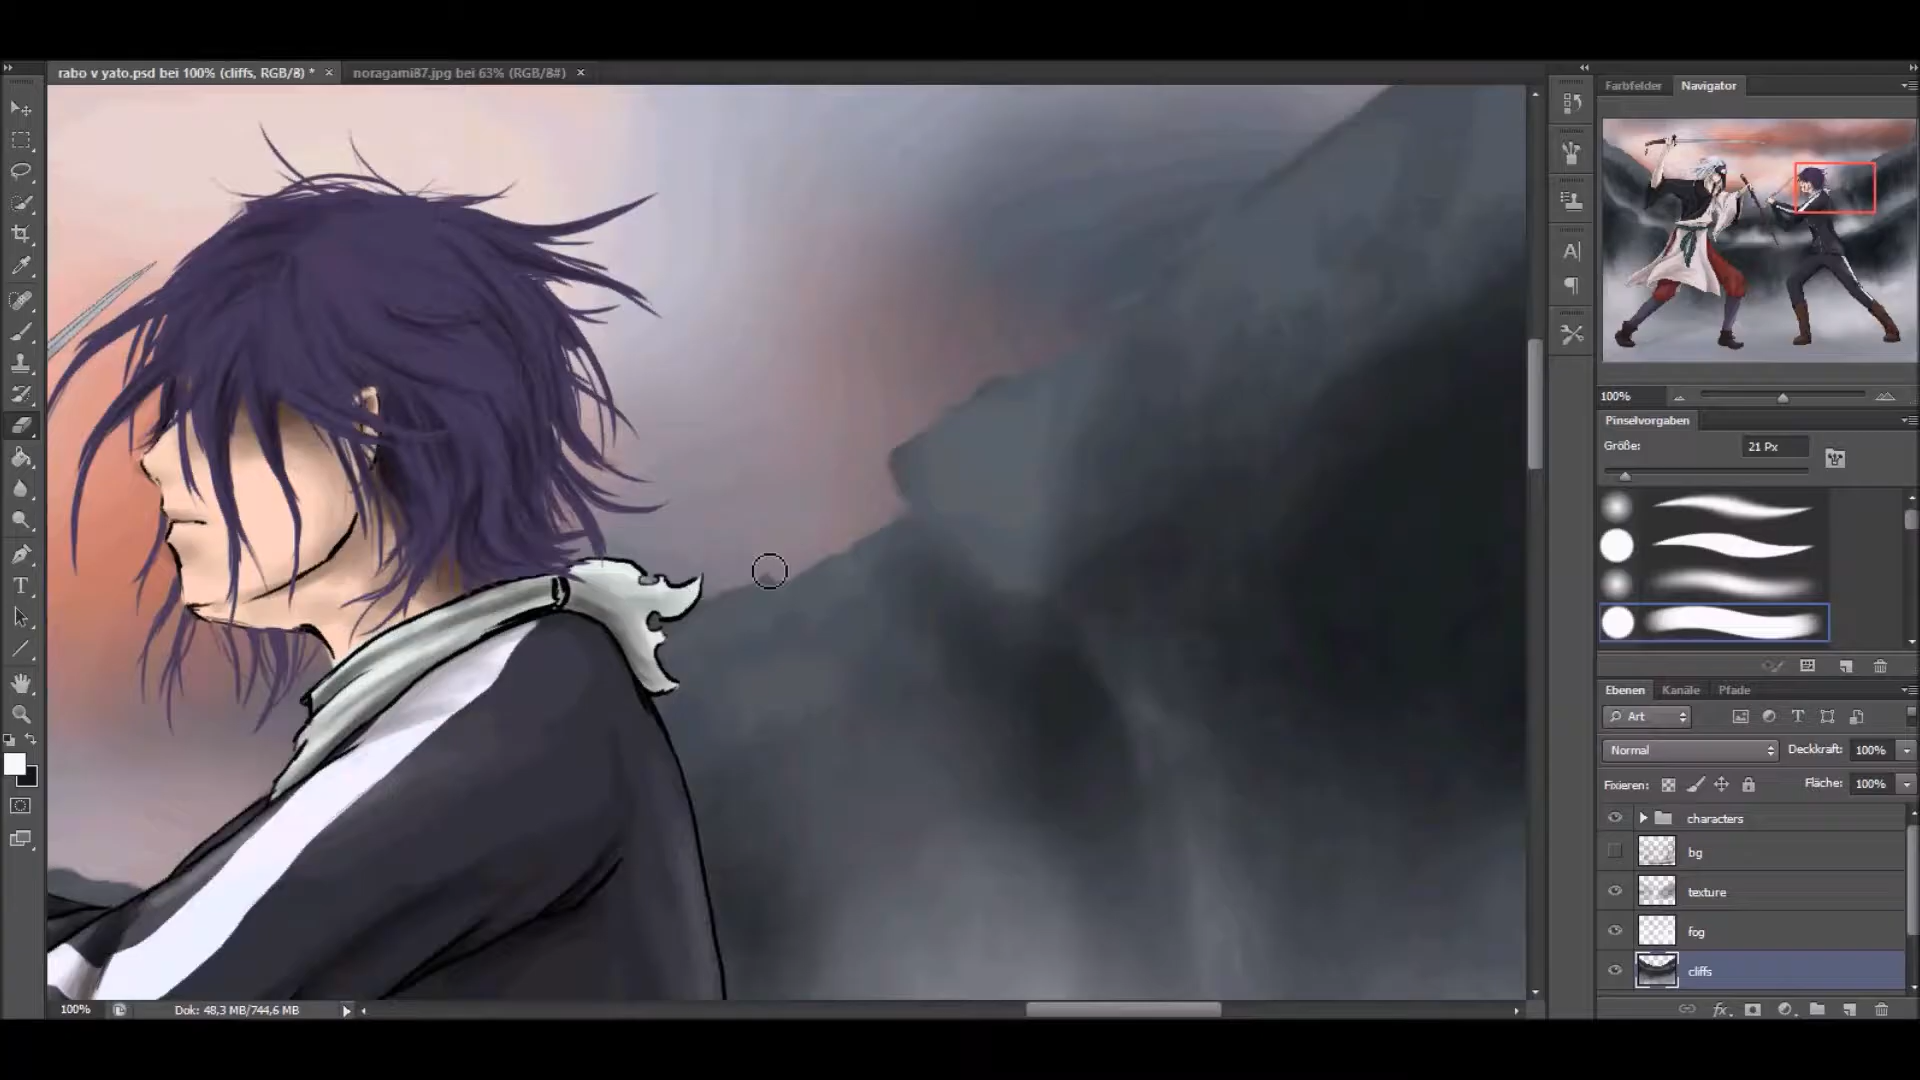 rabo v yato.psd bei 100% (cliffs, RGB/8) * × noragami87.jpg bei 63% (RGB/8#) ×
Farbfelder Navigator
100%
Pinselvorgaben
Größe: 21 Px
Ebenen Kanäle Pfade
Art
Normal Deckkraft: 100%
Fixieren: Fläche: 100%
characters
bg
texture
fog
cliffs
100% Dok: 48,3 MB/744,6 MB